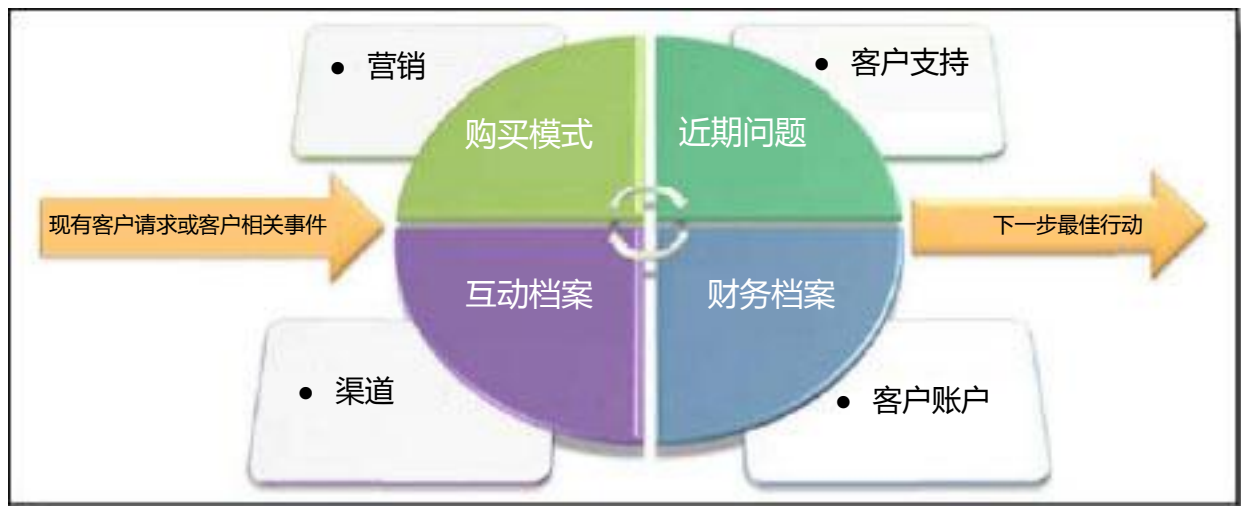 ● 营销
● 客户支持
购买模式
近期问题
现有客户请求或客户相关事件
下一步最佳行动
互动档案
财务档案
● 渠道
● 客户账户